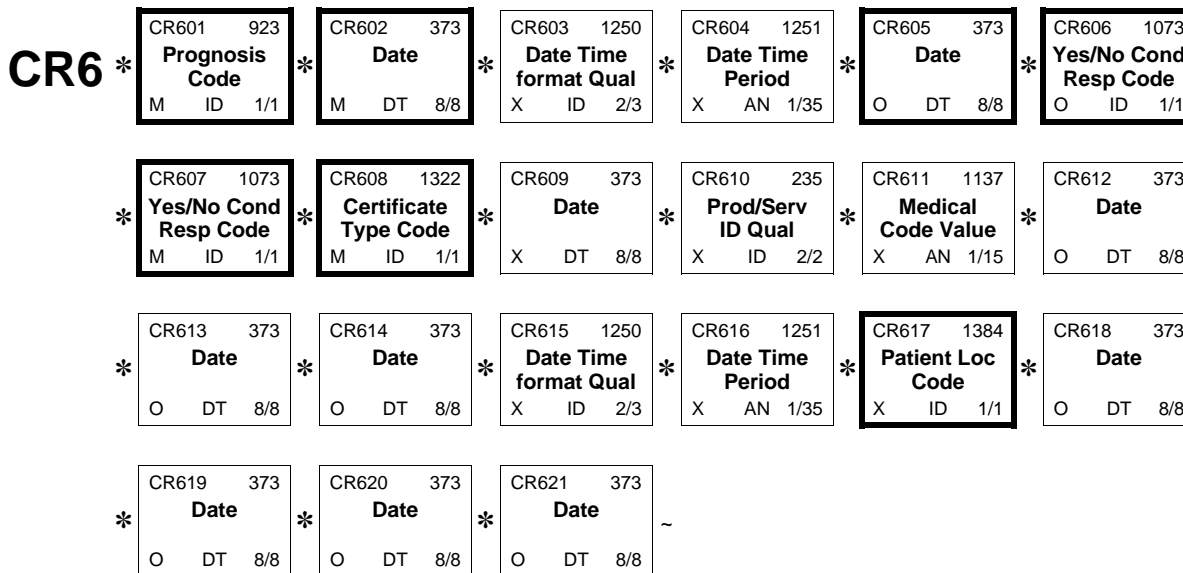 CR601 923 CR602 373 CR603 1250 CR604 1251 CR605 373 CR606 1073
CR6 * Prognosis * Date * Date Time * Date Time * Date * Yes/No Cond
Code format Qual Period Resp Code
M ID 1/1 M DT 8/8 X ID 2/3 X AN 1/35 O DT 8/8 O ID 1/1
CR607 1073 CR608 1322 CR609 373 CR610 235 CR611 1137 CR612 373
* Yes/No Cond * Certificate * Date * Prod/Serv * Medical * Date
Resp Code Type Code ID Qual Code Value
M ID 1/1 M ID 1/1 X DT 8/8 X ID 2/2 X AN 1/15 O DT 8/8
CR613 373 CR614 373 CR615 1250 CR616 1251 CR617 1384 CR618 373
* Date * Date * Date Time * Date Time * Patient Loc * Date
format Qual Period Code
O DT 8/8 O DT 8/8 X ID 2/3 X AN 1/35 X ID 1/1 O DT 8/8
CR619 373 CR620 373 CR621 373
* Date * Date * Date ~
O DT 8/8 O DT 8/8 O DT 8/8